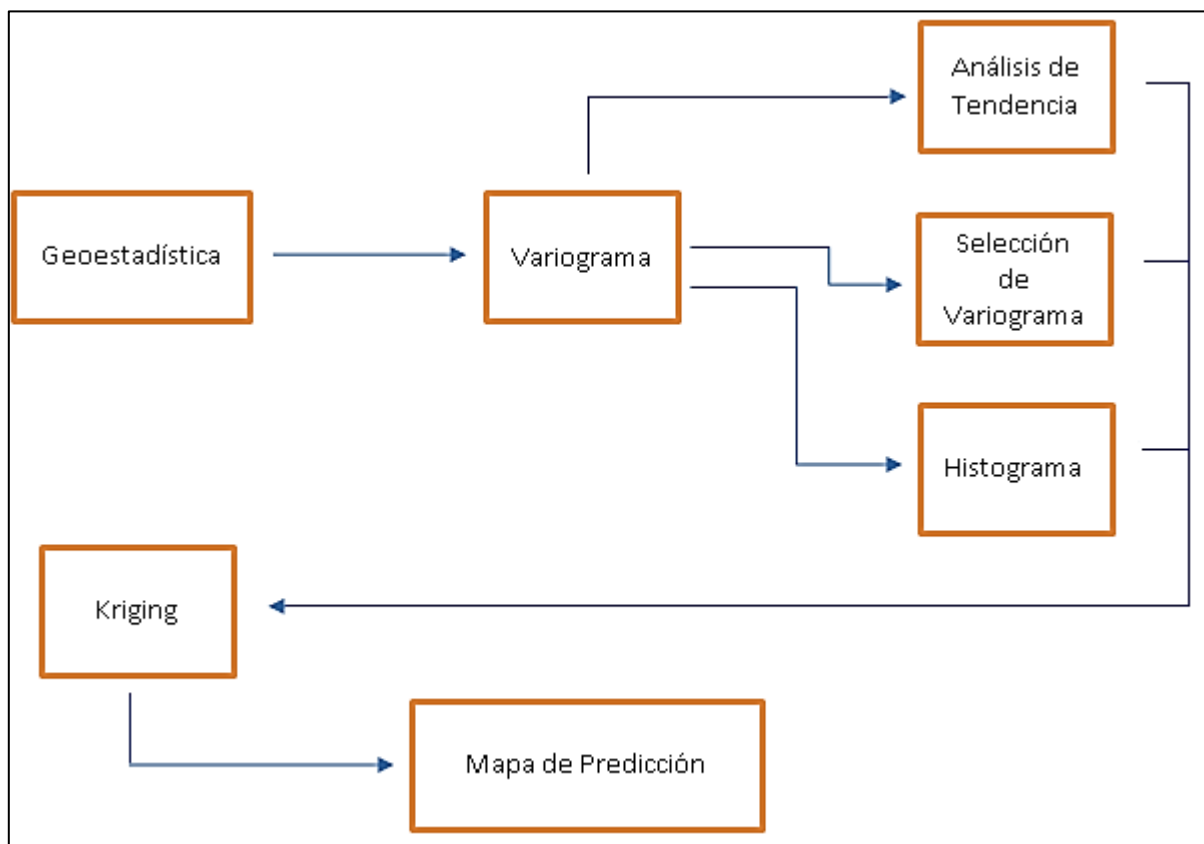 Análisis de
Tendencia
Geoestadística
Variograma
Selección
de
Variograma
Histograma
Kriging
Mapa de Predicción